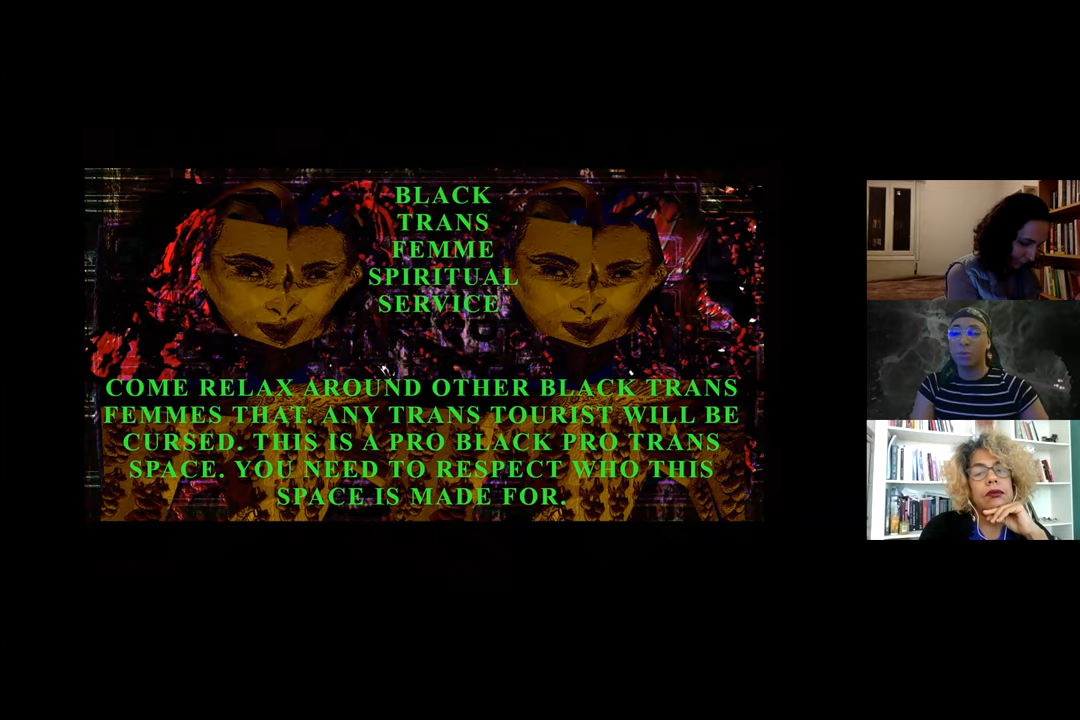 BLACK
TRANS
FEMME
SPIRITUAL
SERVICE
COME RELAX AROUND OTHER BLACK TRANS
FEMMES THAT. ANY TRANS TOURIST WILL BE
CURSED. THIS IS A PRO BLACK PRO TRANS
SPACE. YOU NEED TO RESPECT WHO THIS
SPACE IS MADE FOR.